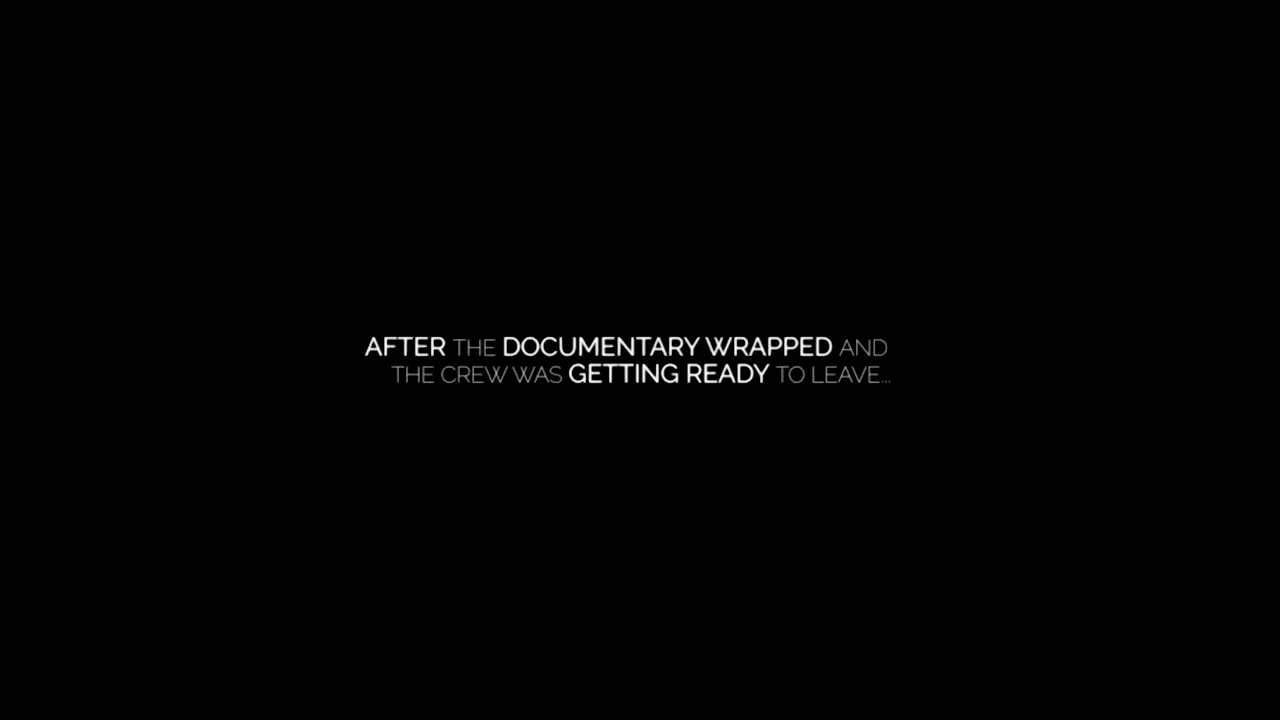 AFTER THE DOCUMENTARY WRAPPED AND
THE CREW WAS GETTING READY TO LEAVE...